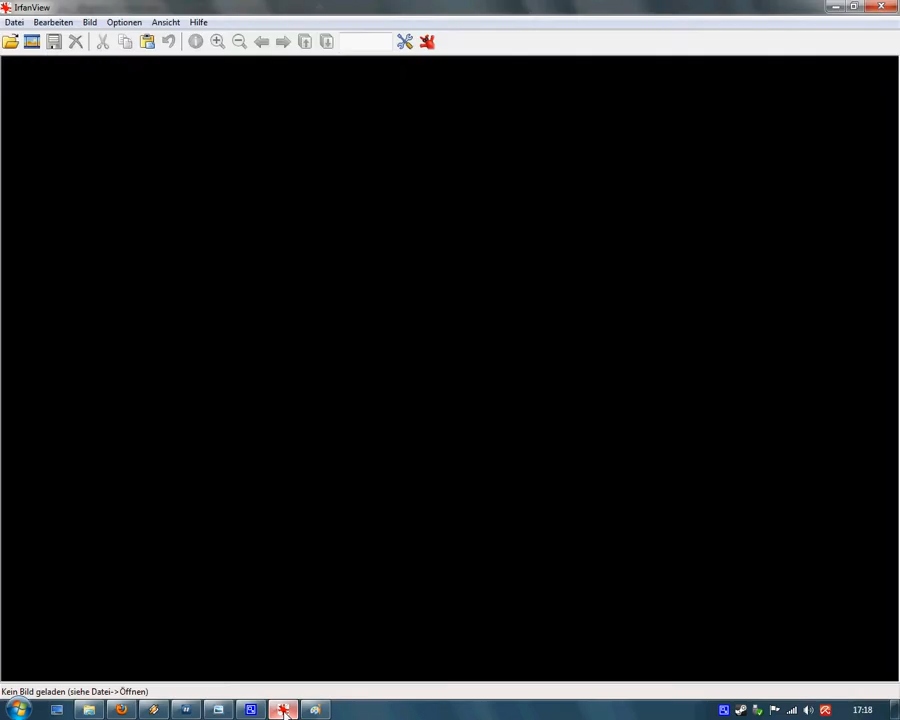 IrfanView
Datei Bearbeiten Bild Optionen Ansicht Hilfe
Kein Bild geladen (siehe Datei->Öffnen)
17:18